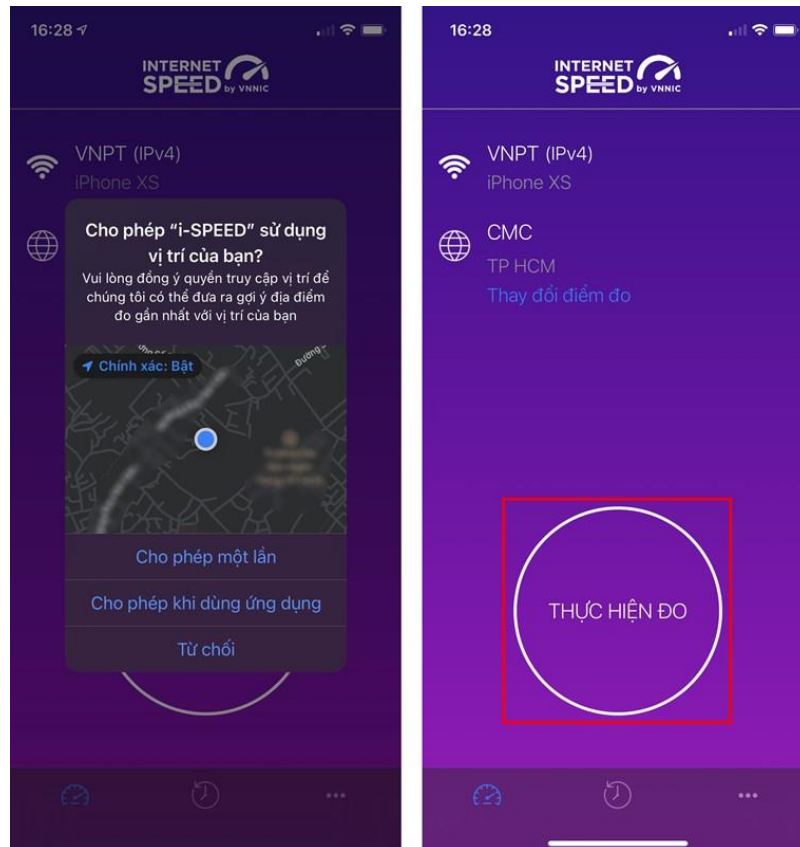 16:28
INTERNET
SPEED by VNNIC
VNPT (IPv4)
iPhone XS
Cho phép “i-SPEED” sử dụng
vị trí của bạn?
Vui lòng đồng ý quyền truy cập vị trí để
chúng tôi có thể đưa ra gợi ý địa điểm
đo gần nhất với vị trí của bạn
Chính xác: Bật
Đường
Cho phép một lần
Cho phép khi dùng ứng dụng
Từ chối
16:28
INTERNET
SPEED by VNNIC
VNPT (IPv4)
iPhone XS
CMC
TP HCM
Thay đổi điểm đo
THỰC HIỆN ĐO